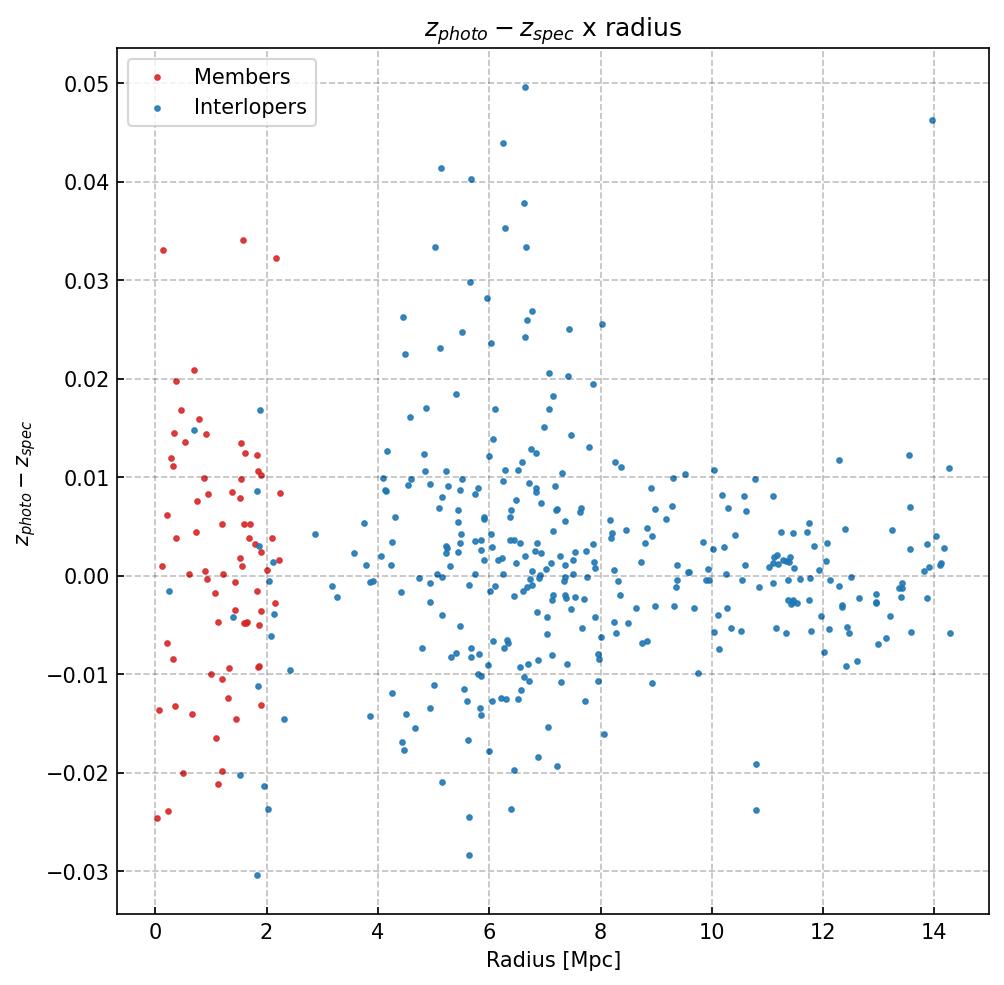 z_photo − z_spec x radius
Members
Interlopers
0.05
0.04
0.03
0.02
0.01
0.00
−0.01
−0.02
−0.03
z_photo − z_spec
0 2 4 6 8 10 12 14
Radius [Mpc]